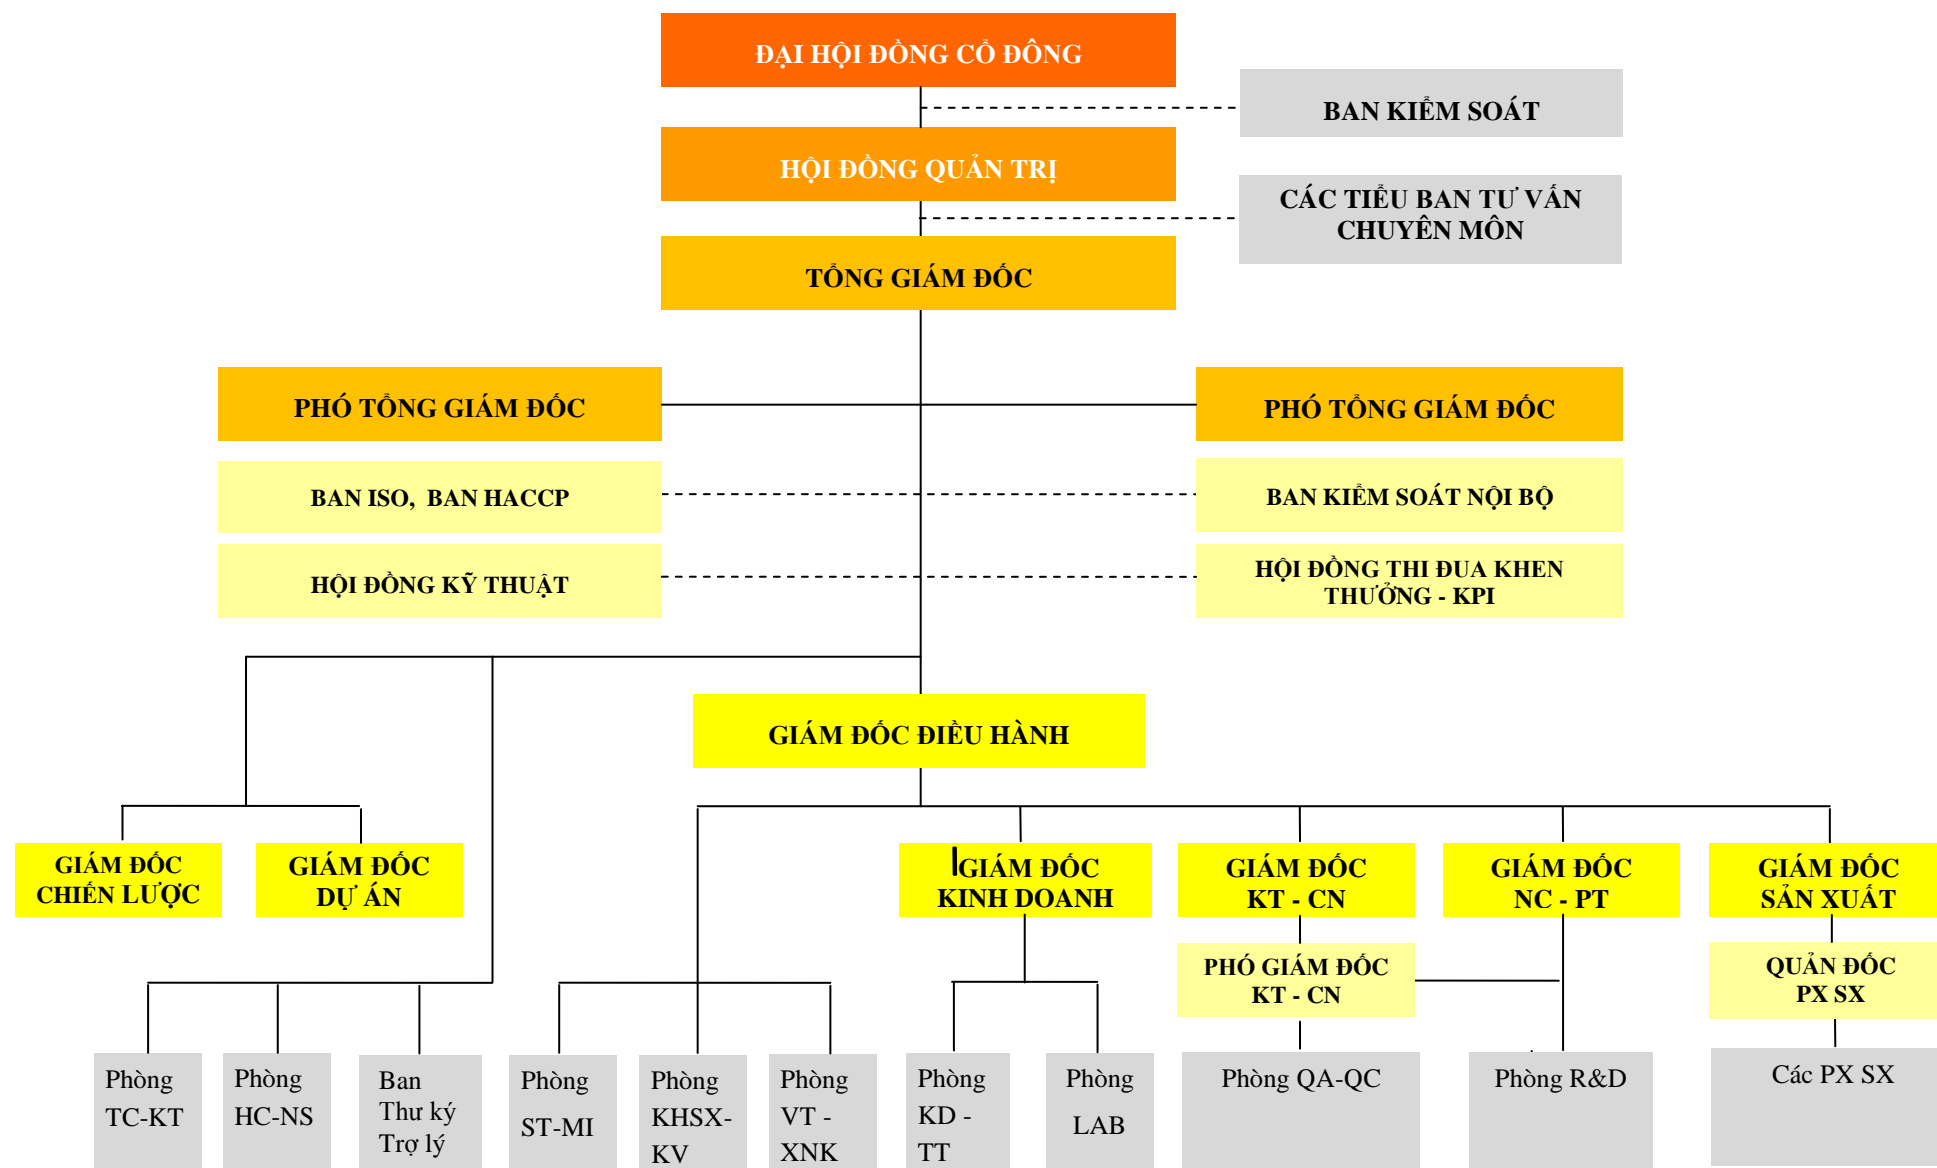 ĐẠI HỘI ĐỒNG CỔ ĐÔNG
BAN KIỂM SOÁT
HỘI ĐỒNG QUẢN TRỊ
CÁC TIỂU BAN TƯ VẤN
CHUYÊN MÔN
TỔNG GIÁM ĐỐC
PHÓ TỔNG GIÁM ĐỐC
PHÓ TỔNG GIÁM ĐỐC
BAN ISO, BAN HACCP
BAN KIỂM SOÁT NỘI BỘ
HỘI ĐỒNG KỸ THUẬT
HỘI ĐỒNG THI ĐUA KHEN
THƯỞNG - KPI
GIÁM ĐỐC ĐIỀU HÀNH
GIÁM ĐỐC
CHIẾN LƯỢC
GIÁM ĐỐC
DỰ ÁN
GIÁM ĐỐC
KINH DOANH
GIÁM ĐỐC
KT - CN
GIÁM ĐỐC
NC - PT
GIÁM ĐỐC
SẢN XUẤT
PHÓ GIÁM ĐỐC
KT - CN
QUẢN ĐỐC
PX SX
Phòng
TC-KT
Phòng
HC-NS
Ban
Thư ký
Trợ lý
Phòng
ST-MI
Phòng
KHSX-
KV
Phòng
VT -
XNK
Phòng
KD -
TT
Phòng
LAB
Phòng QA-QC
Phòng R&D
Các PX SX